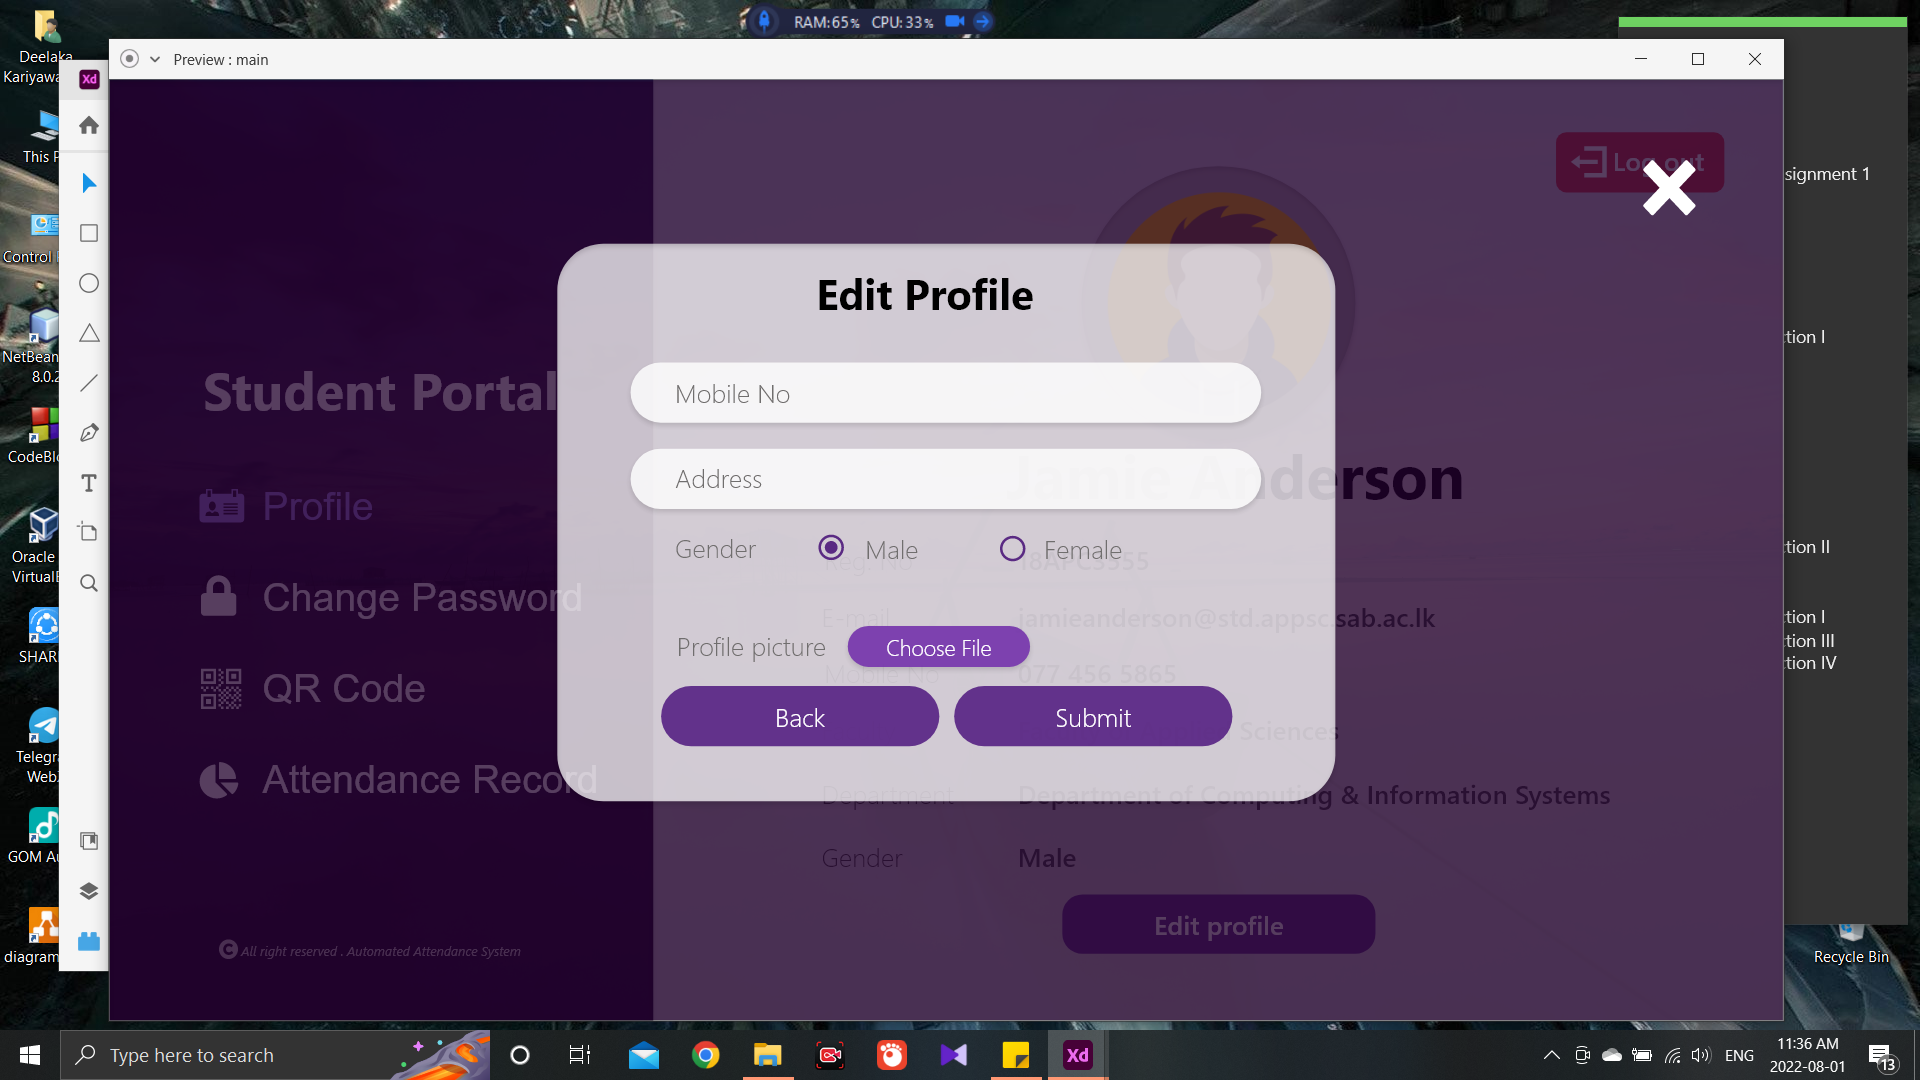 RAM:65% CPU:33%
Deelaka
Kariyawa
Xd
Preview : main
This P
Control
NetBean
8.0.2
CodeBlo
Oracle
VirtualB
SHAR
Telegra
Web
GOM Au
diagram
Student Portal
Profile
Change Password
QR Code
Attendance Record
All right reserved . Automated Attendance System
Log out
Edit Profile
Mobile No
Address
Jamie Anderson
Gender
Male
Female
Reg. No
E-mail
jamieanderson@std.appsc.sab.ac.lk
Profile picture
Choose File
Mobile No
077 456 5865
Back
Submit
Sciences
Department
Department of Computing & Information Systems
Gender
Male
Edit profile
signment 1
tion I
tion II
tion I
tion III
tion IV
Recycle Bin
Type here to search
Xd
ENG
11:36 AM
2022-08-01
13